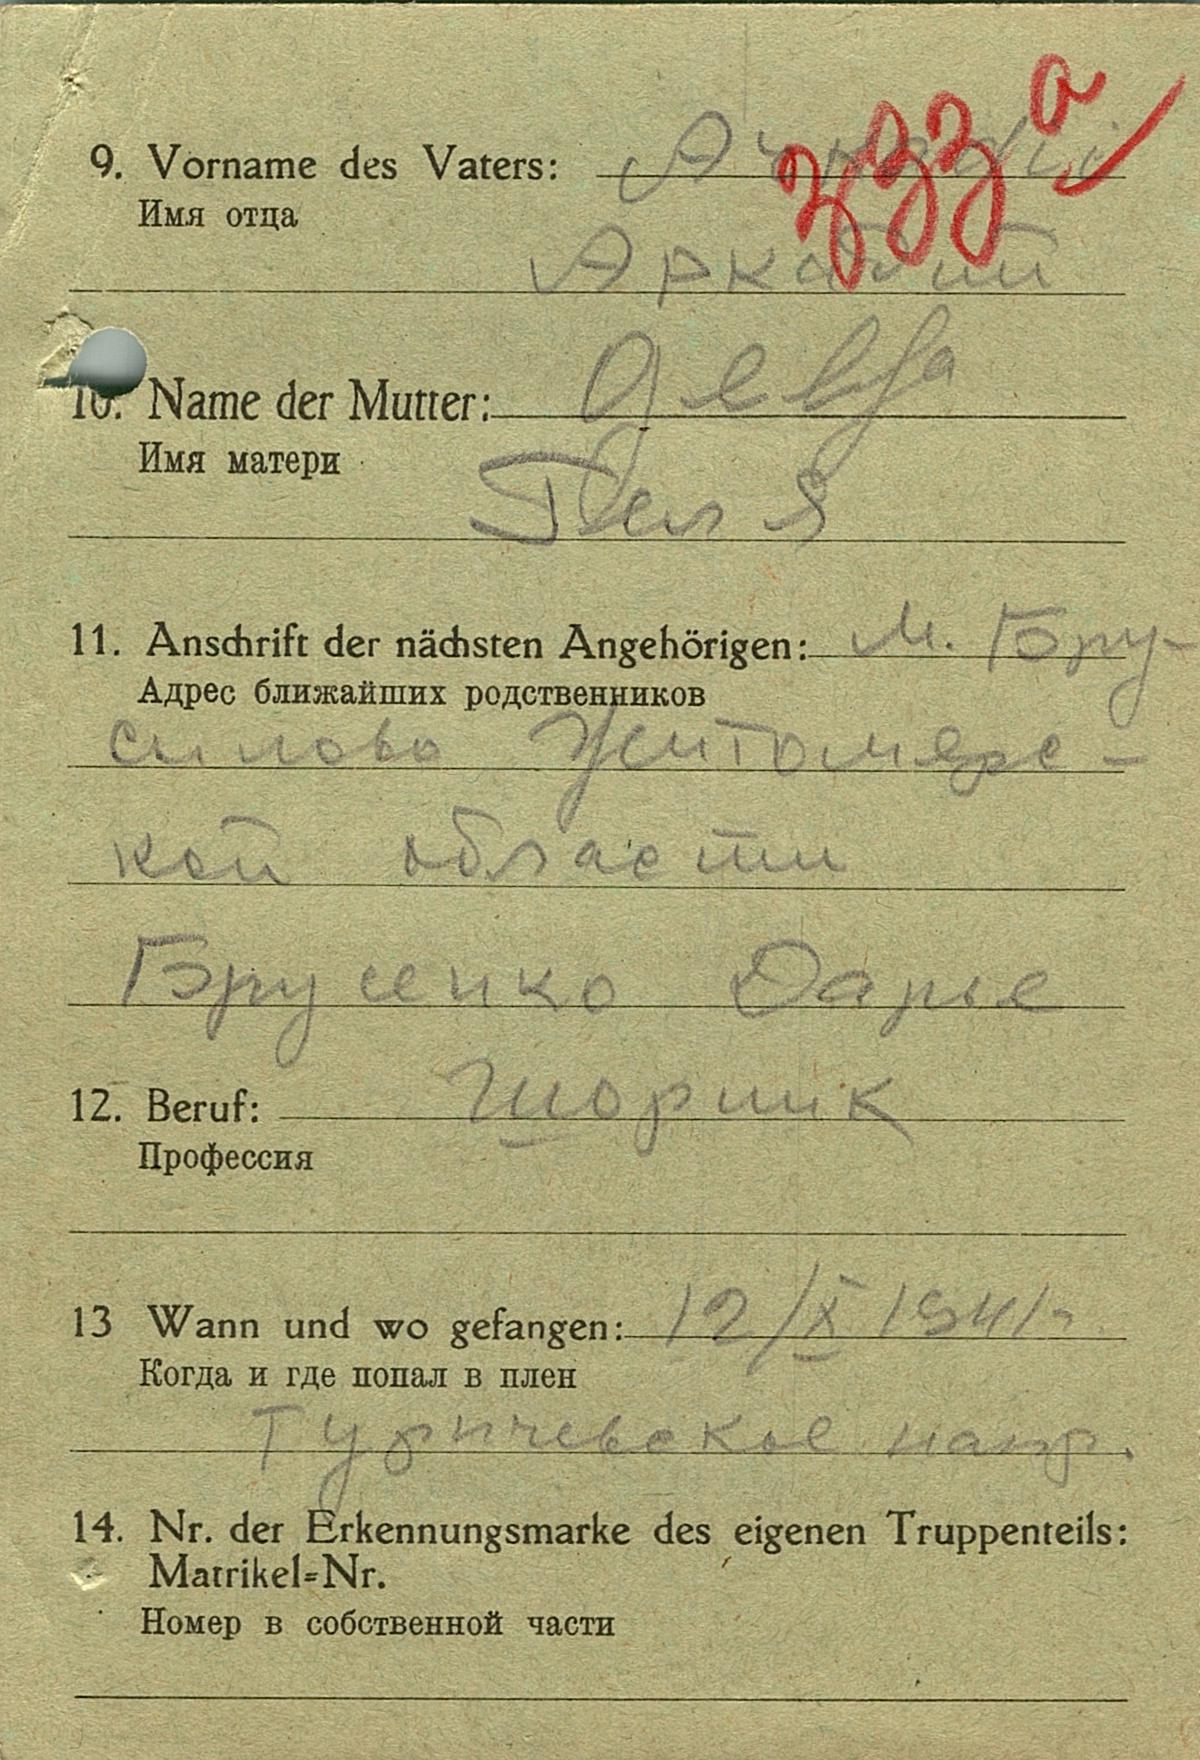 9. Vorname des Vaters:
Имя отца
Аркадий
10. Name der Mutter:
Имя матери
11. Anschrift der nächsten Angehörigen: м. Бру-
Адрес ближайших родственников
силово Житомирс-
кой области
Брусенко Дарье
12. Beruf: шорник
Профессия
13 Wann und wo gefangen: 12/X 1941г.
Когда и где попал в плен
напр.
14. Nr. der Erkennungsmarke des eigenen Truppenteils:
Matrikel=Nr.
Номер в собственной части